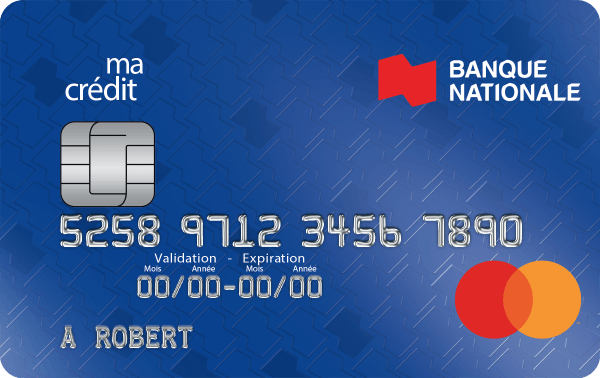 ma
crédit
BANQUE
NATIONALE
5258 9712 3456 7890
Validation - Expiration
Mois Année Mois Année
00/00-00/00
A ROBERT